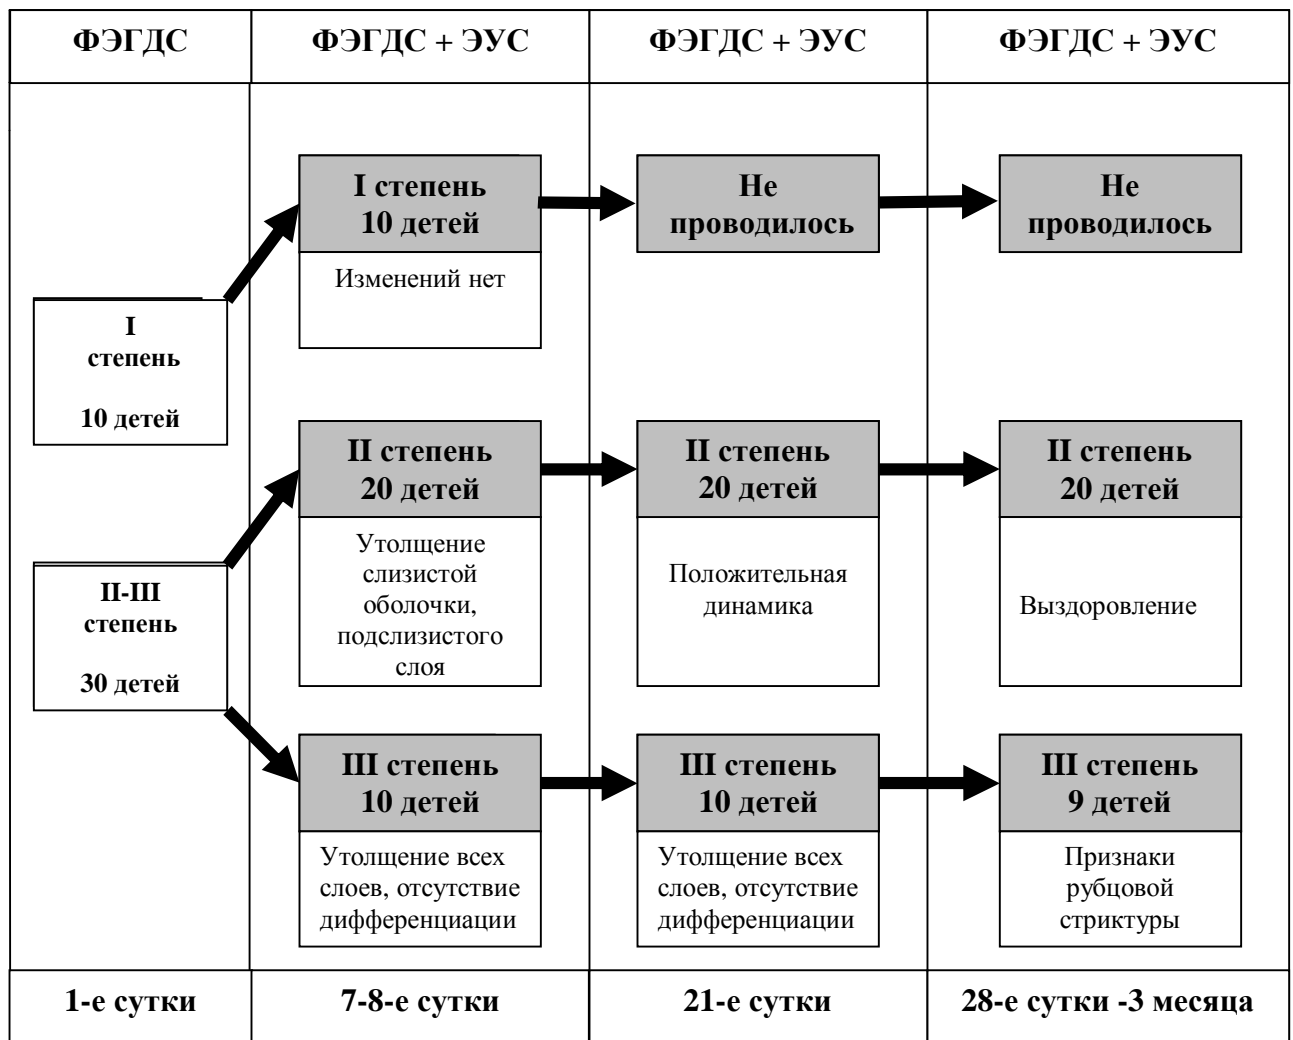 ФЭГДС
ФЭГДС + ЭУС
ФЭГДС + ЭУС
ФЭГДС + ЭУС
I
степень
10 детей
II-III
степень
30 детей
I степень
10 детей
Изменений нет
Не
проводилось
Не
проводилось
II степень
20 детей
Утолщение
слизистой
оболочки,
подслизистого
слоя
II степень
20 детей
Положительная
динамика
II степень
20 детей
Выздоровление
III степень
10 детей
Утолщение всех
слоев, отсутствие
дифференциации
III степень
10 детей
Утолщение всех
слоев, отсутствие
дифференциации
III степень
9 детей
Признаки
рубцовой
стриктуры
1-е сутки
7-8-е сутки
21-е сутки
28-е сутки -3 месяца